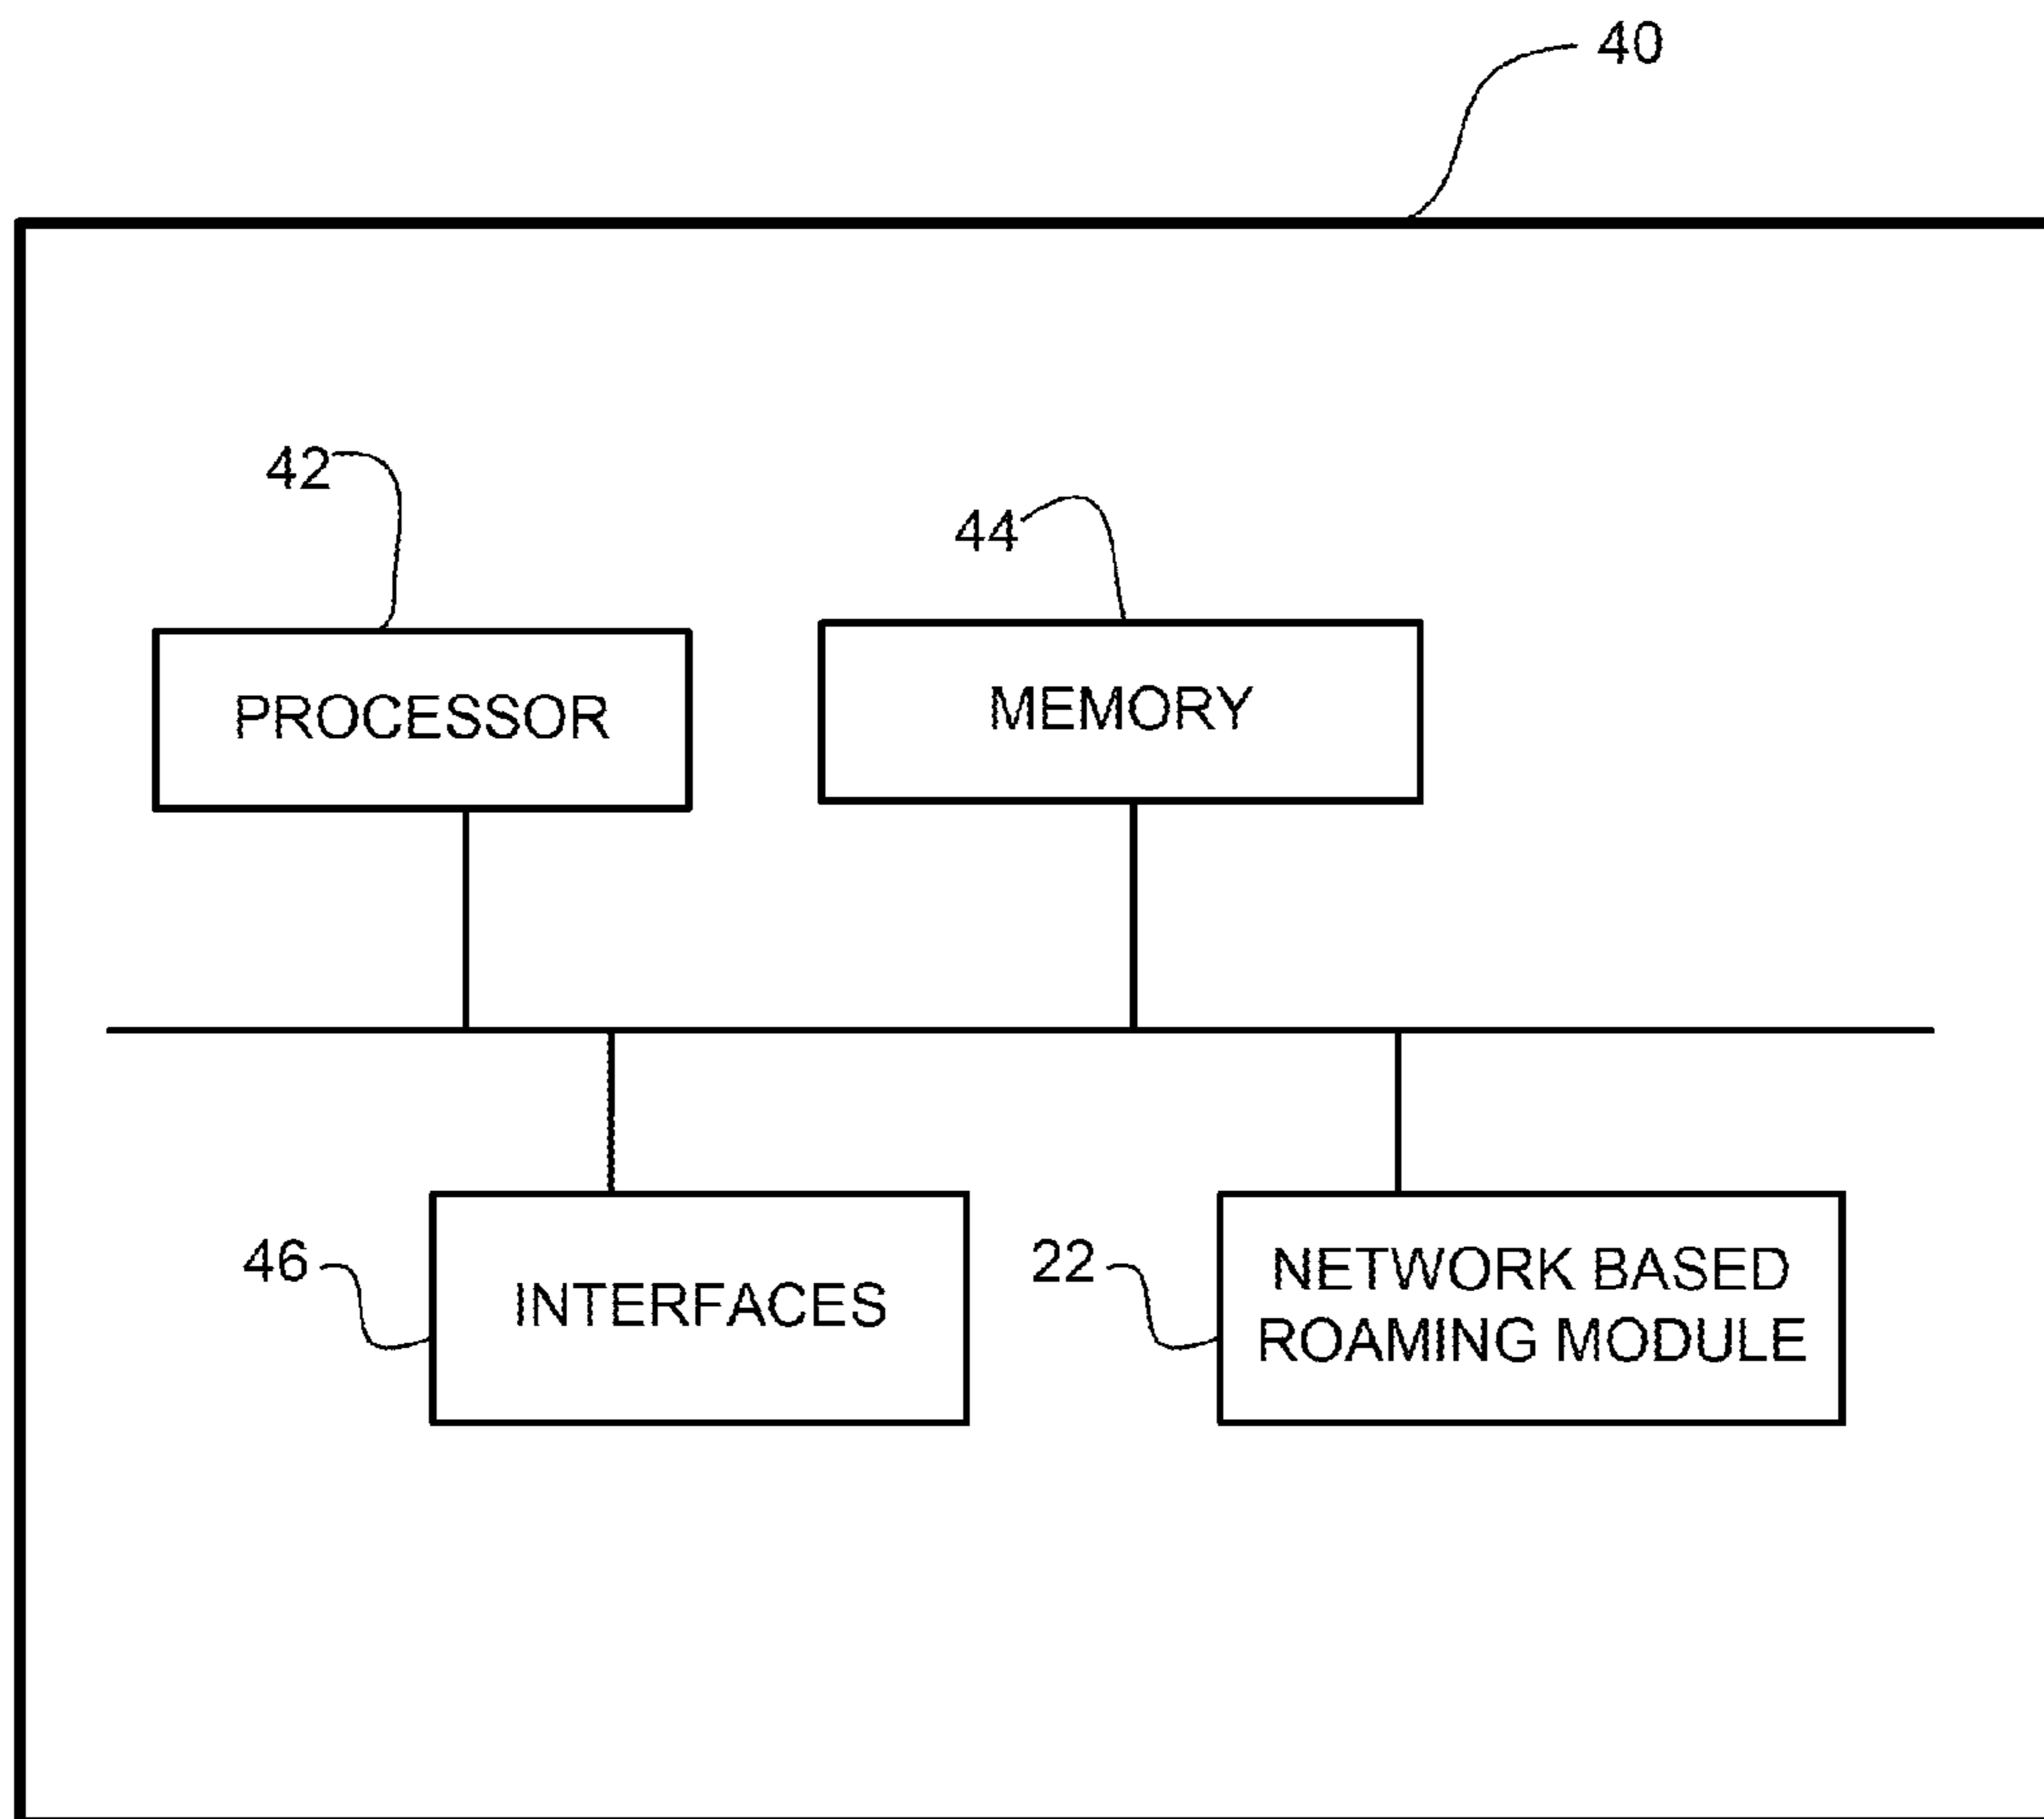 40
42
44
PROCESSOR
MEMORY
46
INTERFACES
22
NETWORK BASED
ROAMING MODULE